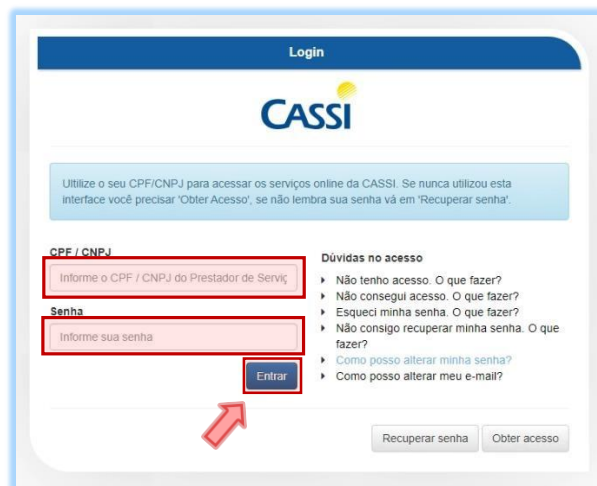 Login
CASSI
Ultilize o seu CPF/CNPJ para acessar os serviços online da CASSI. Se nunca utilizou esta
interface você precisar 'Obter Acesso', se não lembra sua senha vá em 'Recuperar senha'.
CPF / CNPJ
Informe o CPF / CNPJ do Prestador de Serviç
Senha
Informe sua senha
Entrar
Dúvidas no acesso
Não tenho acesso. O que fazer?
Não consegui acesso. O que fazer?
Esqueci minha senha. O que fazer?
Não consigo recuperar minha senha. O que
fazer?
Como posso alterar minha senha?
Como posso alterar meu e-mail?
Recuperar senha
Obter acesso